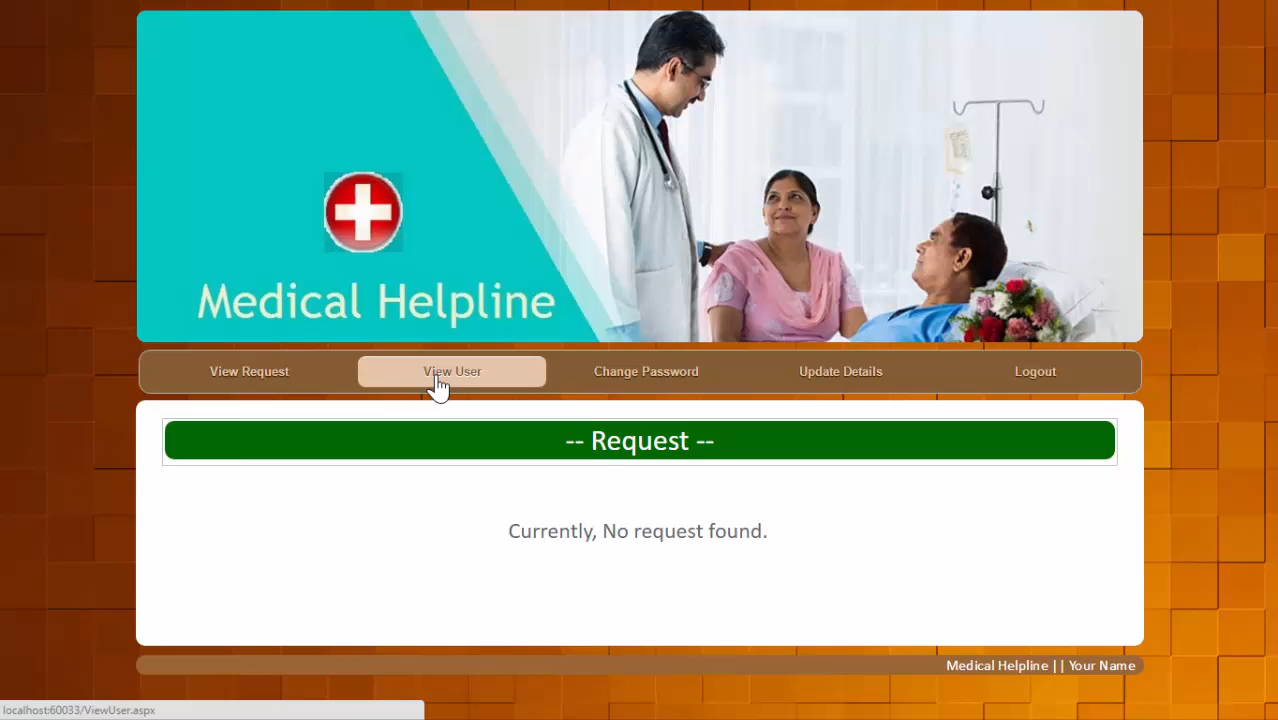 Medical Helpline
View Request
View User
Change Password
Update Details
Logout
-- Request --
Currently, No request found.
Medical Helpline || Your Name
localhost:60033/ViewUser.aspx